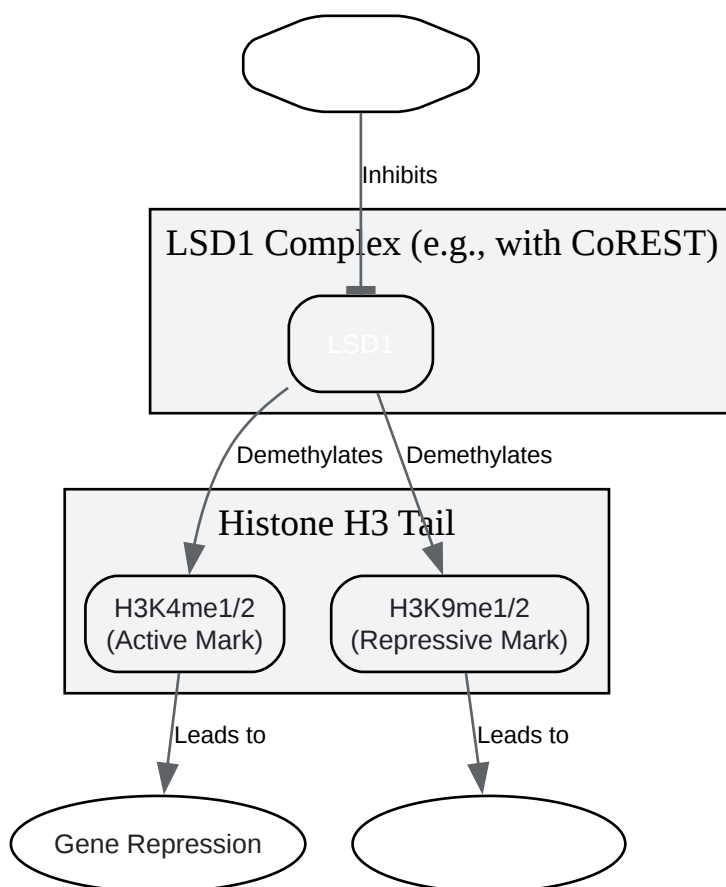 Inhibits
LSD1 Complex (e.g., with CoREST)
LSD1
Demethylates
Demethylates
Histone H3 Tail
H3K4me1/2
(Active Mark)
H3K9me1/2
(Repressive Mark)
Leads to
Leads to
Gene Repression